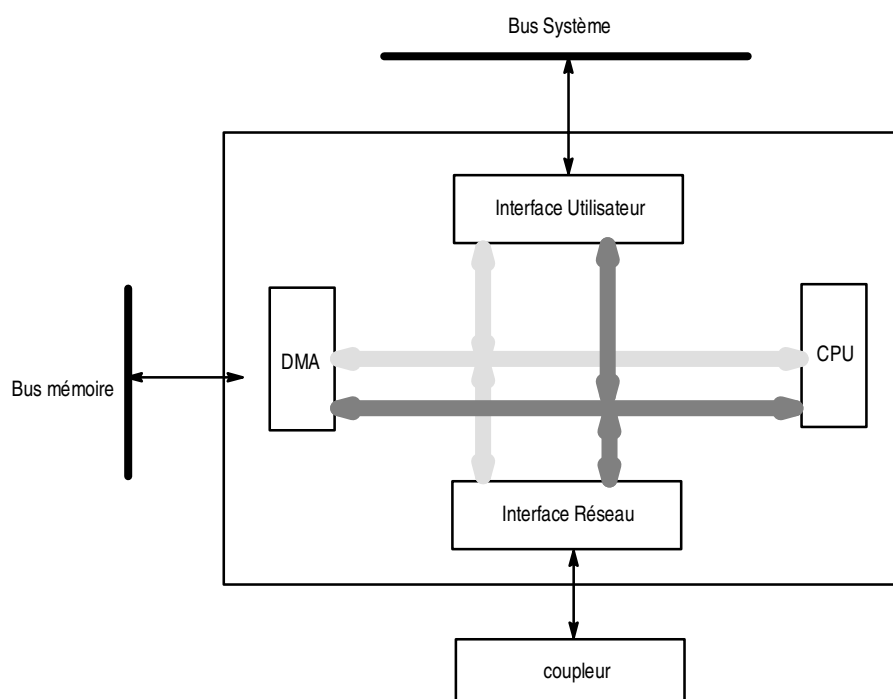 Bus Système
Interface Utilisateur
DMA
CPU
Bus mémoire
Interface Réseau
coupleur